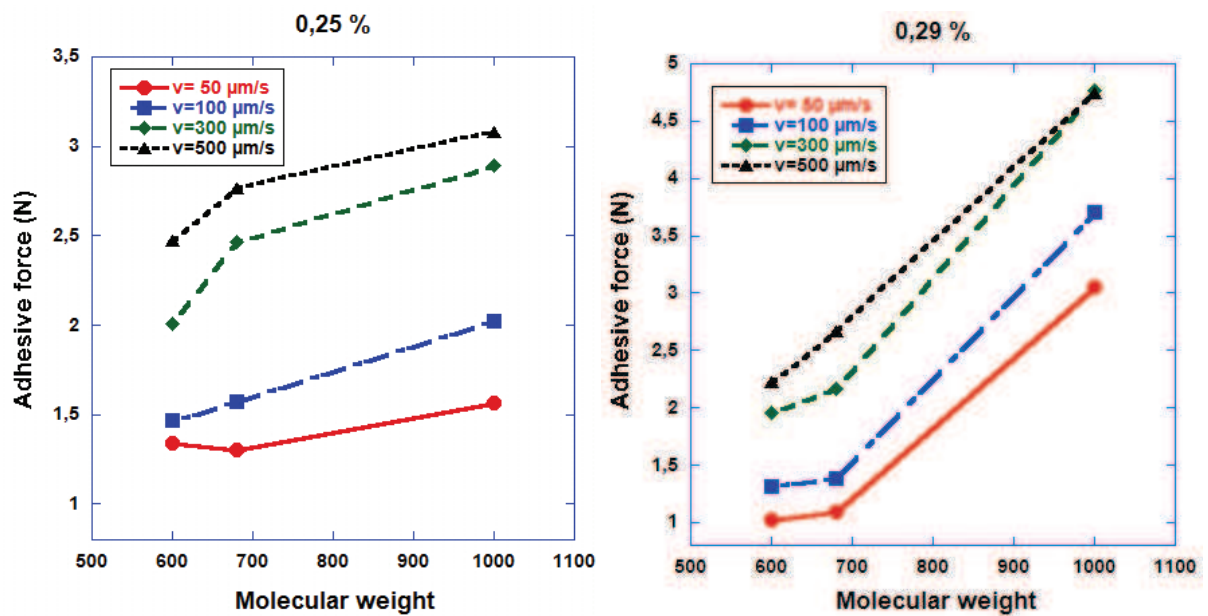 0,25 %
3,5
3
2,5
2
1,5
1
Adhesive force (N)
v= 50 µm/s
v=100 µm/s
v=300 µm/s
v=500 µm/s
500 600 700 800 900 1000 1100
Molecular weight
0,29 %
5
4,5
4
3,5
3
2,5
2
1,5
1
Adhesive force (N)
v= 50 µm/s
v=100 µm/s
v=300 µm/s
v=500 µm/s
500 600 700 800 900 1000 1100
Molecular weight